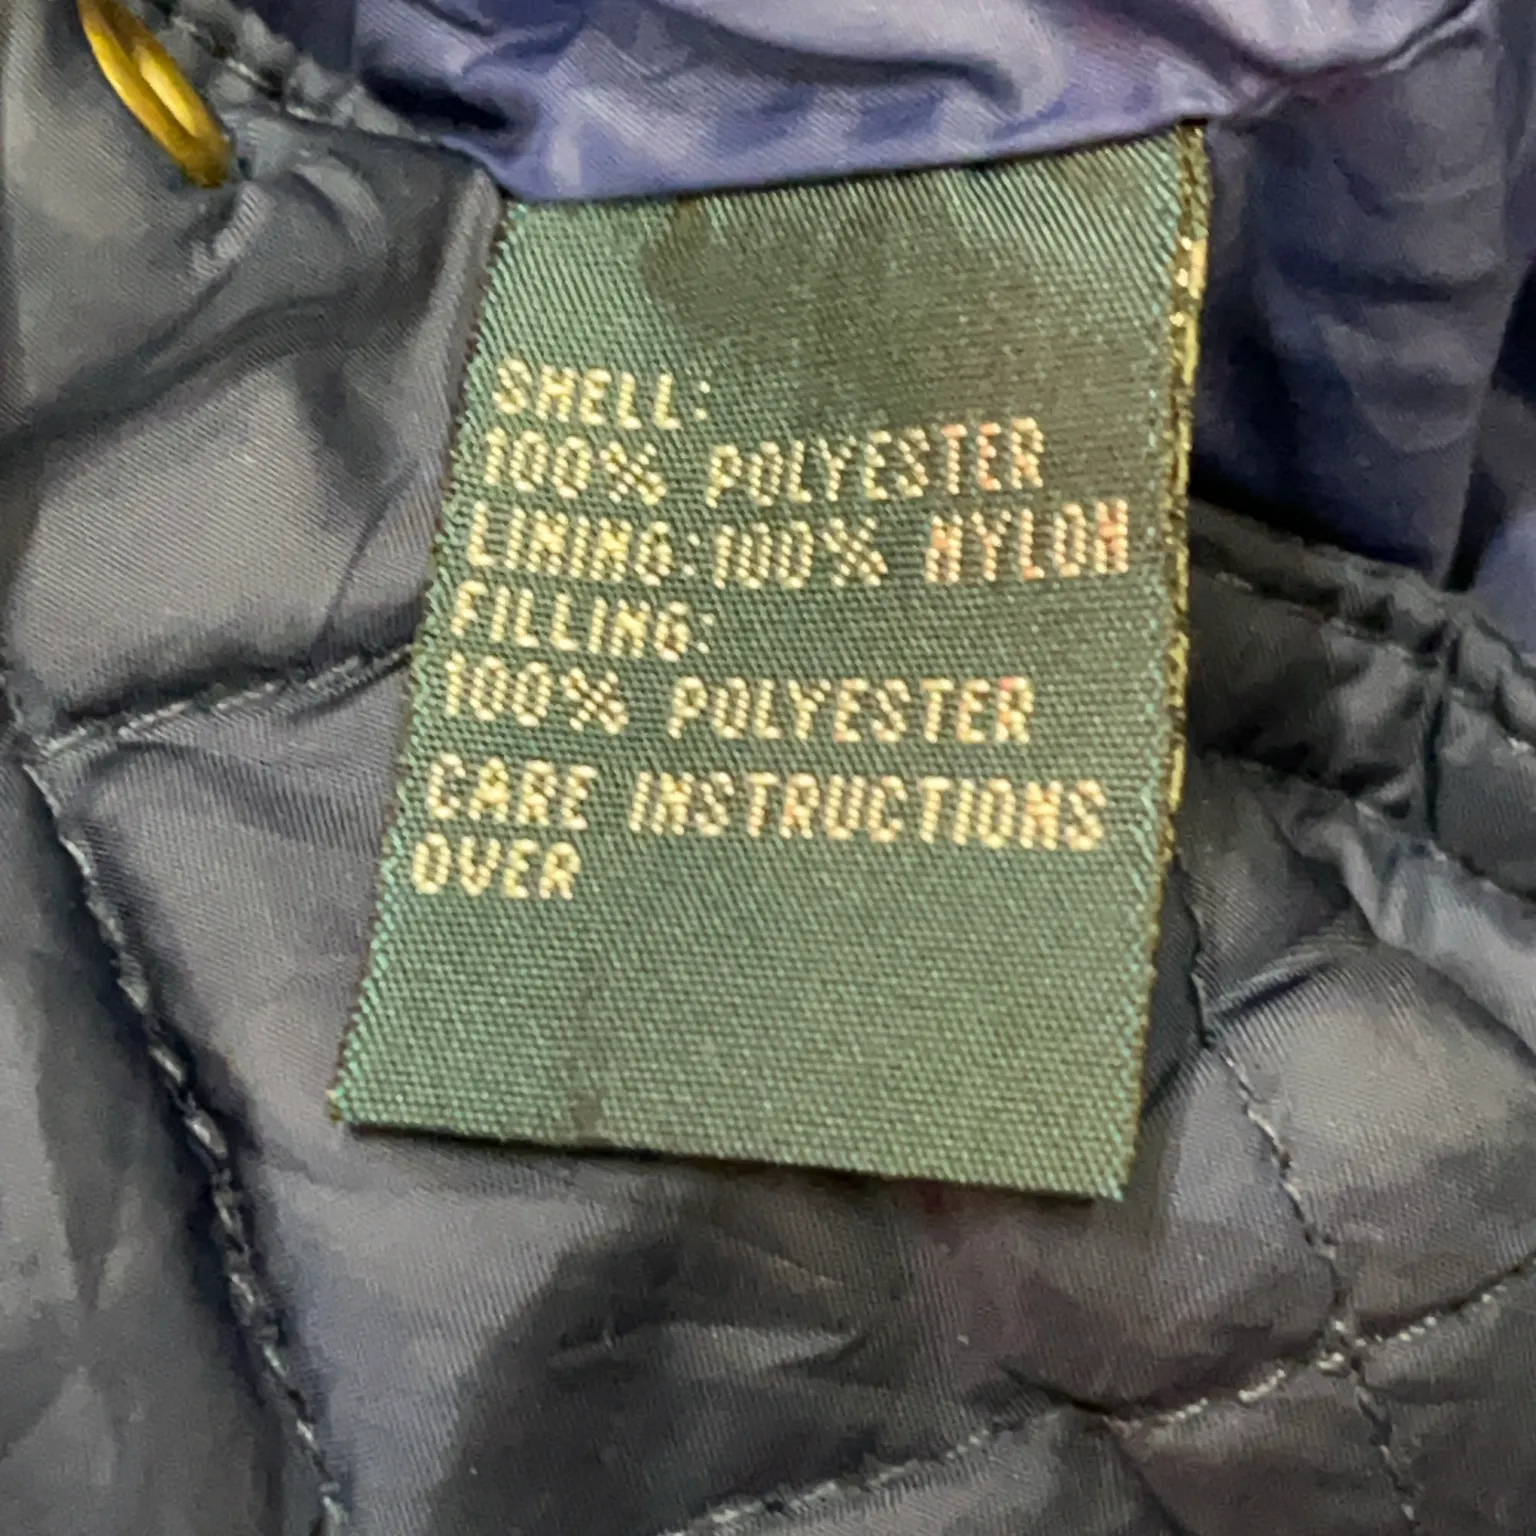 SHELL:
100% POLYESTER
LINING: 100% NYLON
FILLING:
100% POLYESTER
CARE INSTRUCTIONS
OVER